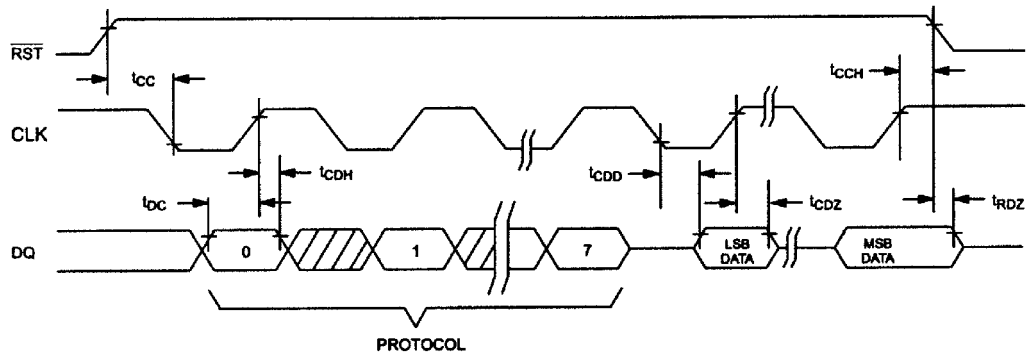 RST
tCC
tCCH
CLK
tCDH
tCDD
tDC
tCDZ
tRDZ
DQ
0
1
7
LSB DATA
MSB DATA
PROTOCOL